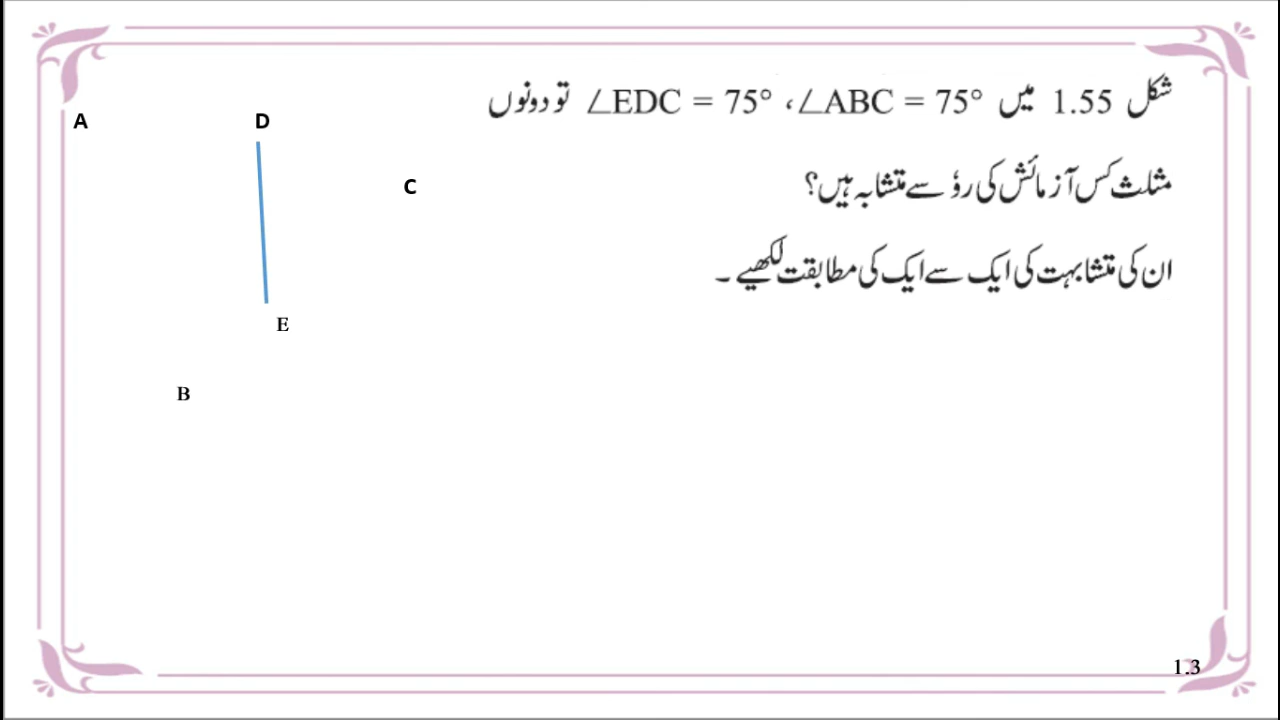 شکل 1.55 میں ∠ABC = 75° ،∠EDC = 75° تو دونوں
مثلث کس آزمائش کی رؤ سے متشابہ ہیں؟
ان کی متشابہت کی ایک سے ایک کی مطابقت لکھیے ۔
A
D
C
E
B
1.3